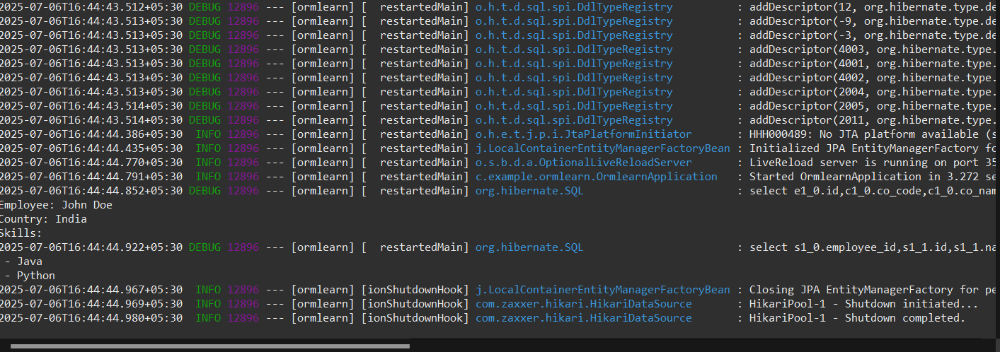 2025-07-06T16:44:43.512+05:30 DEBUG 12896 --- [ormlearn] [  restartedMain] o.h.t.d.sql.spi.DdlTypeRegistry          : addDescriptor(12, org.hibernate.type.de
2025-07-06T16:44:43.513+05:30 DEBUG 12896 --- [ormlearn] [  restartedMain] o.h.t.d.sql.spi.DdlTypeRegistry          : addDescriptor(-9, org.hibernate.type.de
2025-07-06T16:44:43.513+05:30 DEBUG 12896 --- [ormlearn] [  restartedMain] o.h.t.d.sql.spi.DdlTypeRegistry          : addDescriptor(-3, org.hibernate.type.de
2025-07-06T16:44:43.513+05:30 DEBUG 12896 --- [ormlearn] [  restartedMain] o.h.t.d.sql.spi.DdlTypeRegistry          : addDescriptor(4003, org.hibernate.type.
2025-07-06T16:44:43.513+05:30 DEBUG 12896 --- [ormlearn] [  restartedMain] o.h.t.d.sql.spi.DdlTypeRegistry          : addDescriptor(4001, org.hibernate.type.
2025-07-06T16:44:43.513+05:30 DEBUG 12896 --- [ormlearn] [  restartedMain] o.h.t.d.sql.spi.DdlTypeRegistry          : addDescriptor(4002, org.hibernate.type.
2025-07-06T16:44:43.513+05:30 DEBUG 12896 --- [ormlearn] [  restartedMain] o.h.t.d.sql.spi.DdlTypeRegistry          : addDescriptor(2004, org.hibernate.type.
2025-07-06T16:44:43.514+05:30 DEBUG 12896 --- [ormlearn] [  restartedMain] o.h.t.d.sql.spi.DdlTypeRegistry          : addDescriptor(2005, org.hibernate.type.
2025-07-06T16:44:43.514+05:30 DEBUG 12896 --- [ormlearn] [  restartedMain] o.h.t.d.sql.spi.DdlTypeRegistry          : addDescriptor(2011, org.hibernate.type.
2025-07-06T16:44:44.386+05:30  INFO 12896 --- [ormlearn] [  restartedMain] o.h.e.t.j.p.i.JtaPlatformInitiator       : HHH000489: No JTA platform available (s
2025-07-06T16:44:44.435+05:30  INFO 12896 --- [ormlearn] [  restartedMain] j.LocalContainerEntityManagerFactoryBean : Initialized JPA EntityManagerFactory fo
2025-07-06T16:44:44.770+05:30  INFO 12896 --- [ormlearn] [  restartedMain] o.s.b.d.a.OptionalLiveReloadServer       : LiveReload server is running on port 35
2025-07-06T16:44:44.791+05:30  INFO 12896 --- [ormlearn] [  restartedMain] c.example.ormlearn.OrmlearnApplication   : Started OrmlearnApplication in 3.272 se
2025-07-06T16:44:44.852+05:30 DEBUG 12896 --- [ormlearn] [  restartedMain] org.hibernate.SQL                        : select e1_0.id,c1_0.co_code,c1_0.co_nam
Employee: John Doe
Country: India
Skills:
2025-07-06T16:44:44.922+05:30 DEBUG 12896 --- [ormlearn] [  restartedMain] org.hibernate.SQL                        : select s1_0.employee_id,s1_1.id,s1_1.na
 - Java
 - Python
2025-07-06T16:44:44.967+05:30  INFO 12896 --- [ormlearn] [ionShutdownHook] j.LocalContainerEntityManagerFactoryBean : Closing JPA EntityManagerFactory for pe
2025-07-06T16:44:44.969+05:30  INFO 12896 --- [ormlearn] [ionShutdownHook] com.zaxxer.hikari.HikariDataSource       : HikariPool-1 - Shutdown initiated...
2025-07-06T16:44:44.980+05:30  INFO 12896 --- [ormlearn] [ionShutdownHook] com.zaxxer.hikari.HikariDataSource       : HikariPool-1 - Shutdown completed.